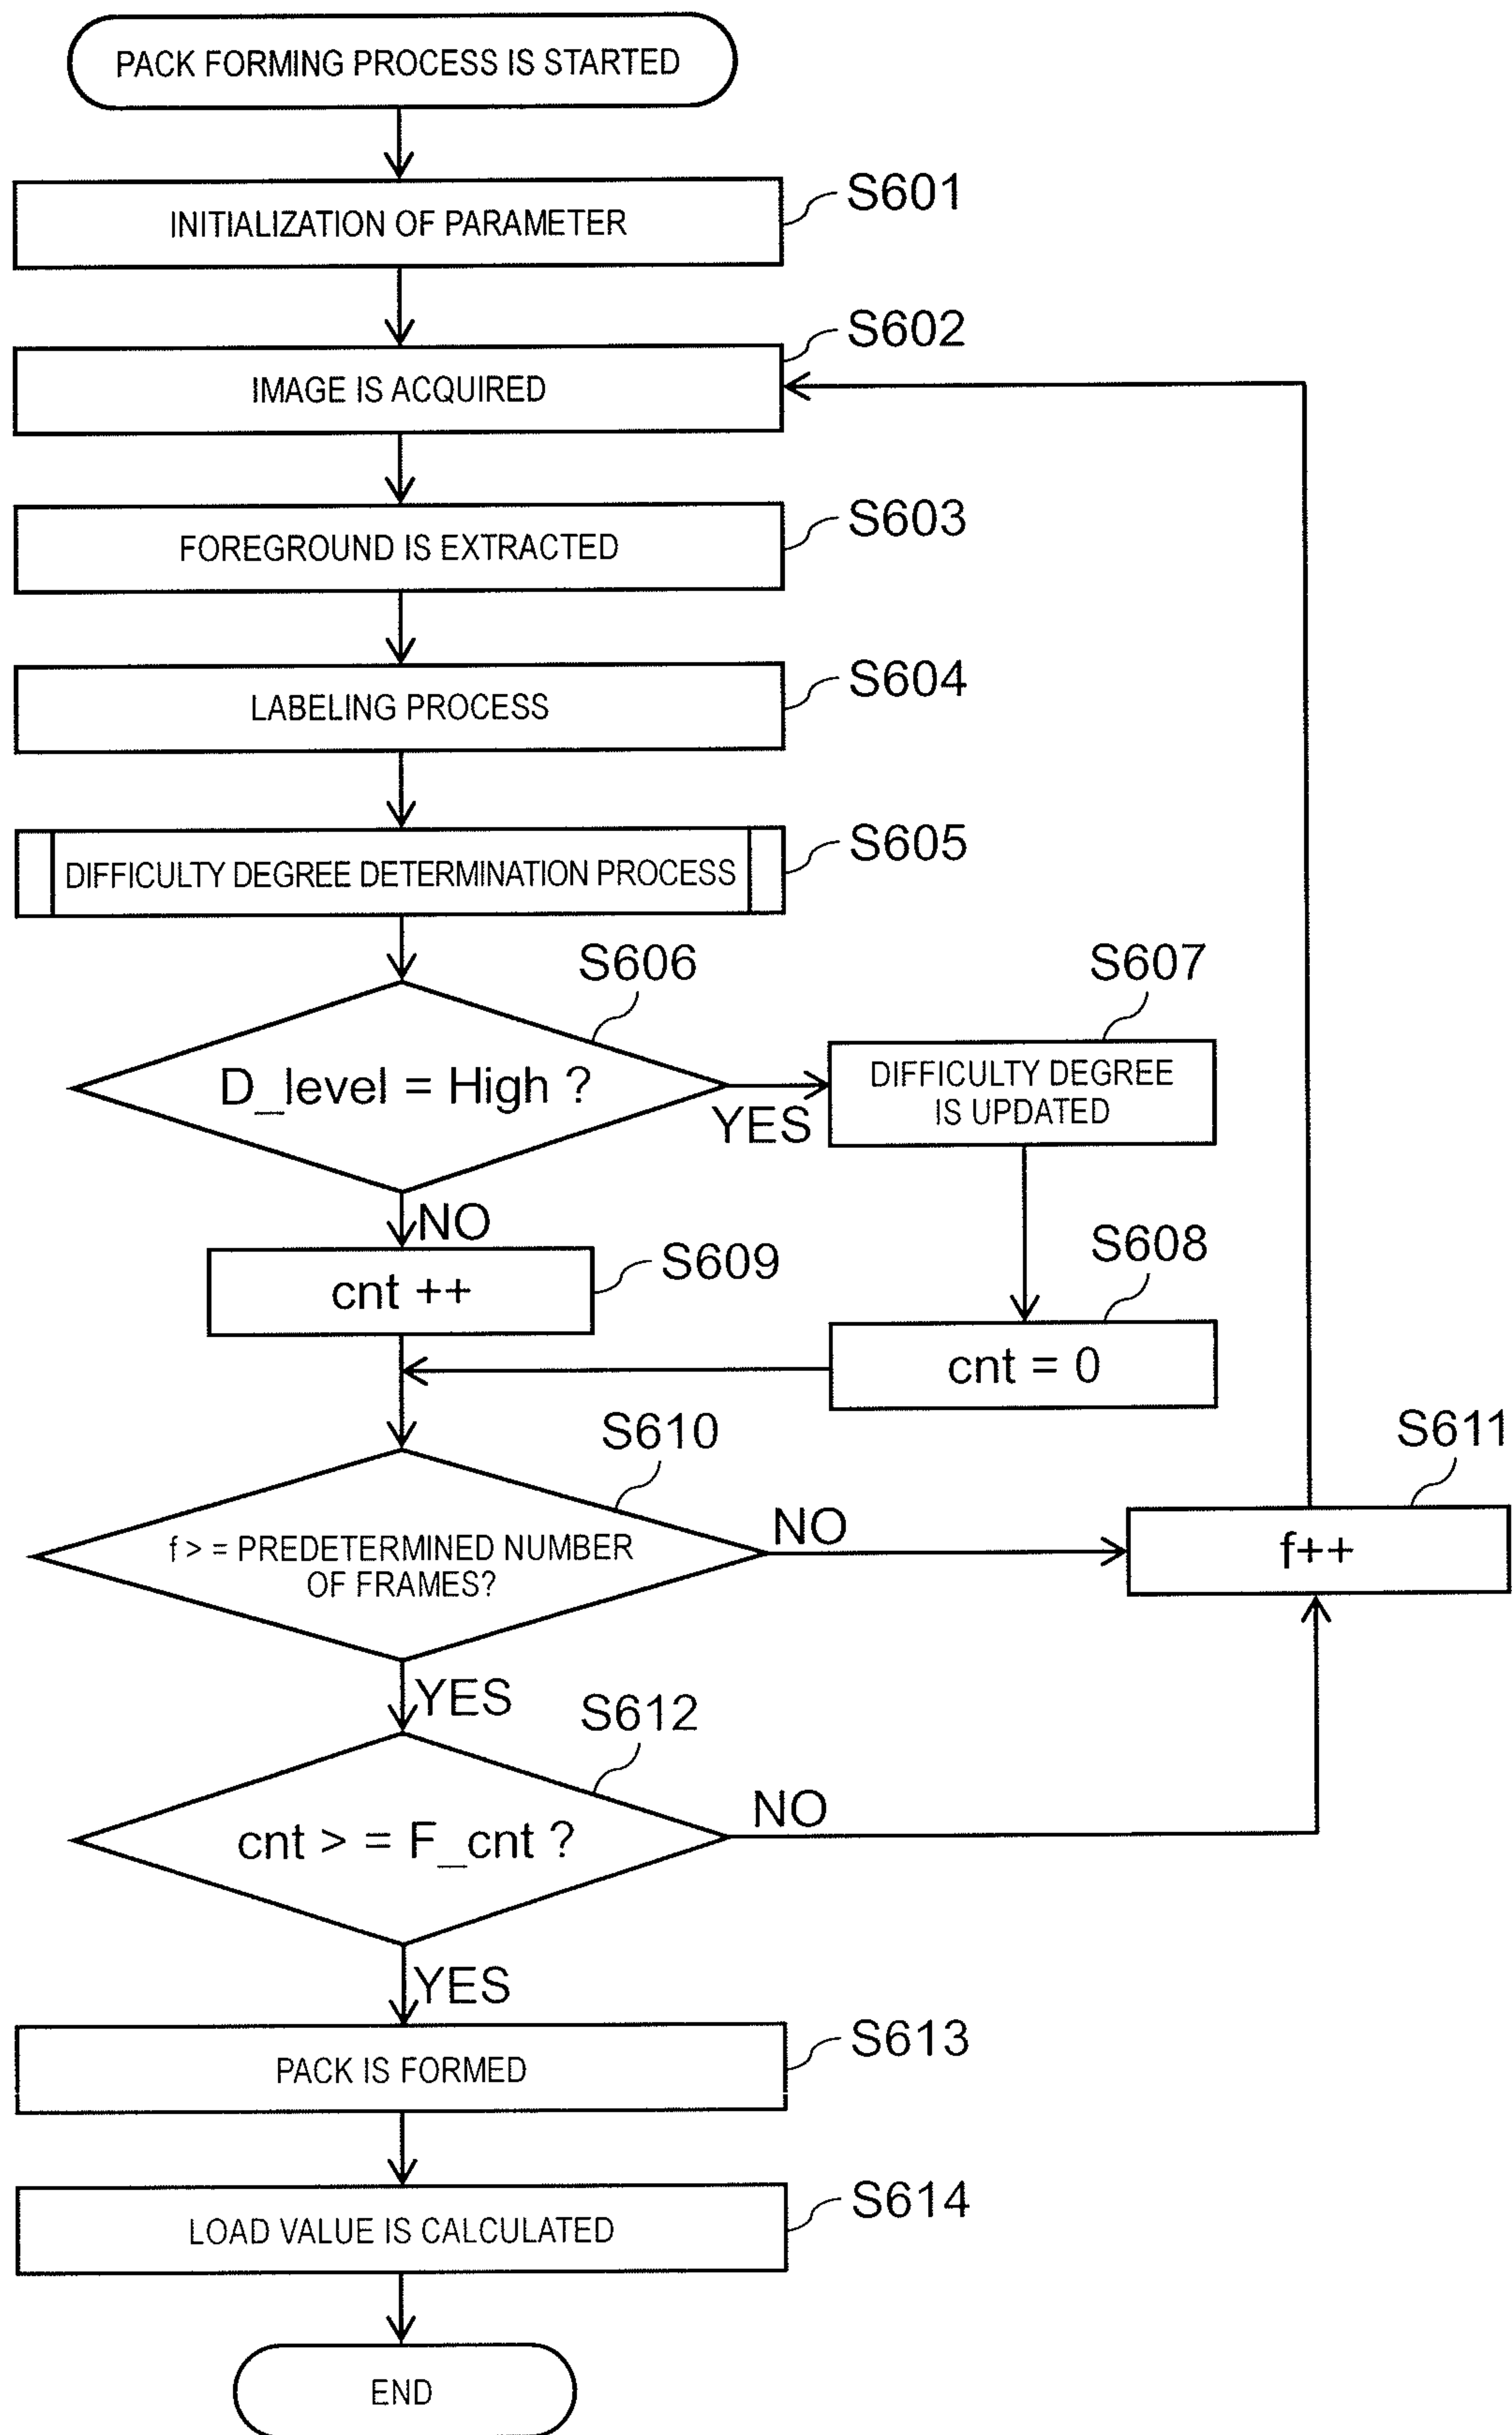 PACK FORMING PROCESS IS STARTED
S601
INITIALIZATION OF PARAMETER
S602
IMAGE IS ACQUIRED
S603
FOREGROUND IS EXTRACTED
S604
LABELING PROCESS
S605
DIFFICULTY DEGREE DETERMINATION PROCESS
S606
D_level = High ?
YES
S607
DIFFICULTY DEGREE
IS UPDATED
NO
S609
cnt ++
S608
cnt = 0
S610
f > = PREDETERMINED NUMBER
OF FRAMES?
NO
S611
f++
YES
S612
cnt > = F_cnt ?
NO
YES
S613
PACK IS FORMED
S614
LOAD VALUE IS CALCULATED
END